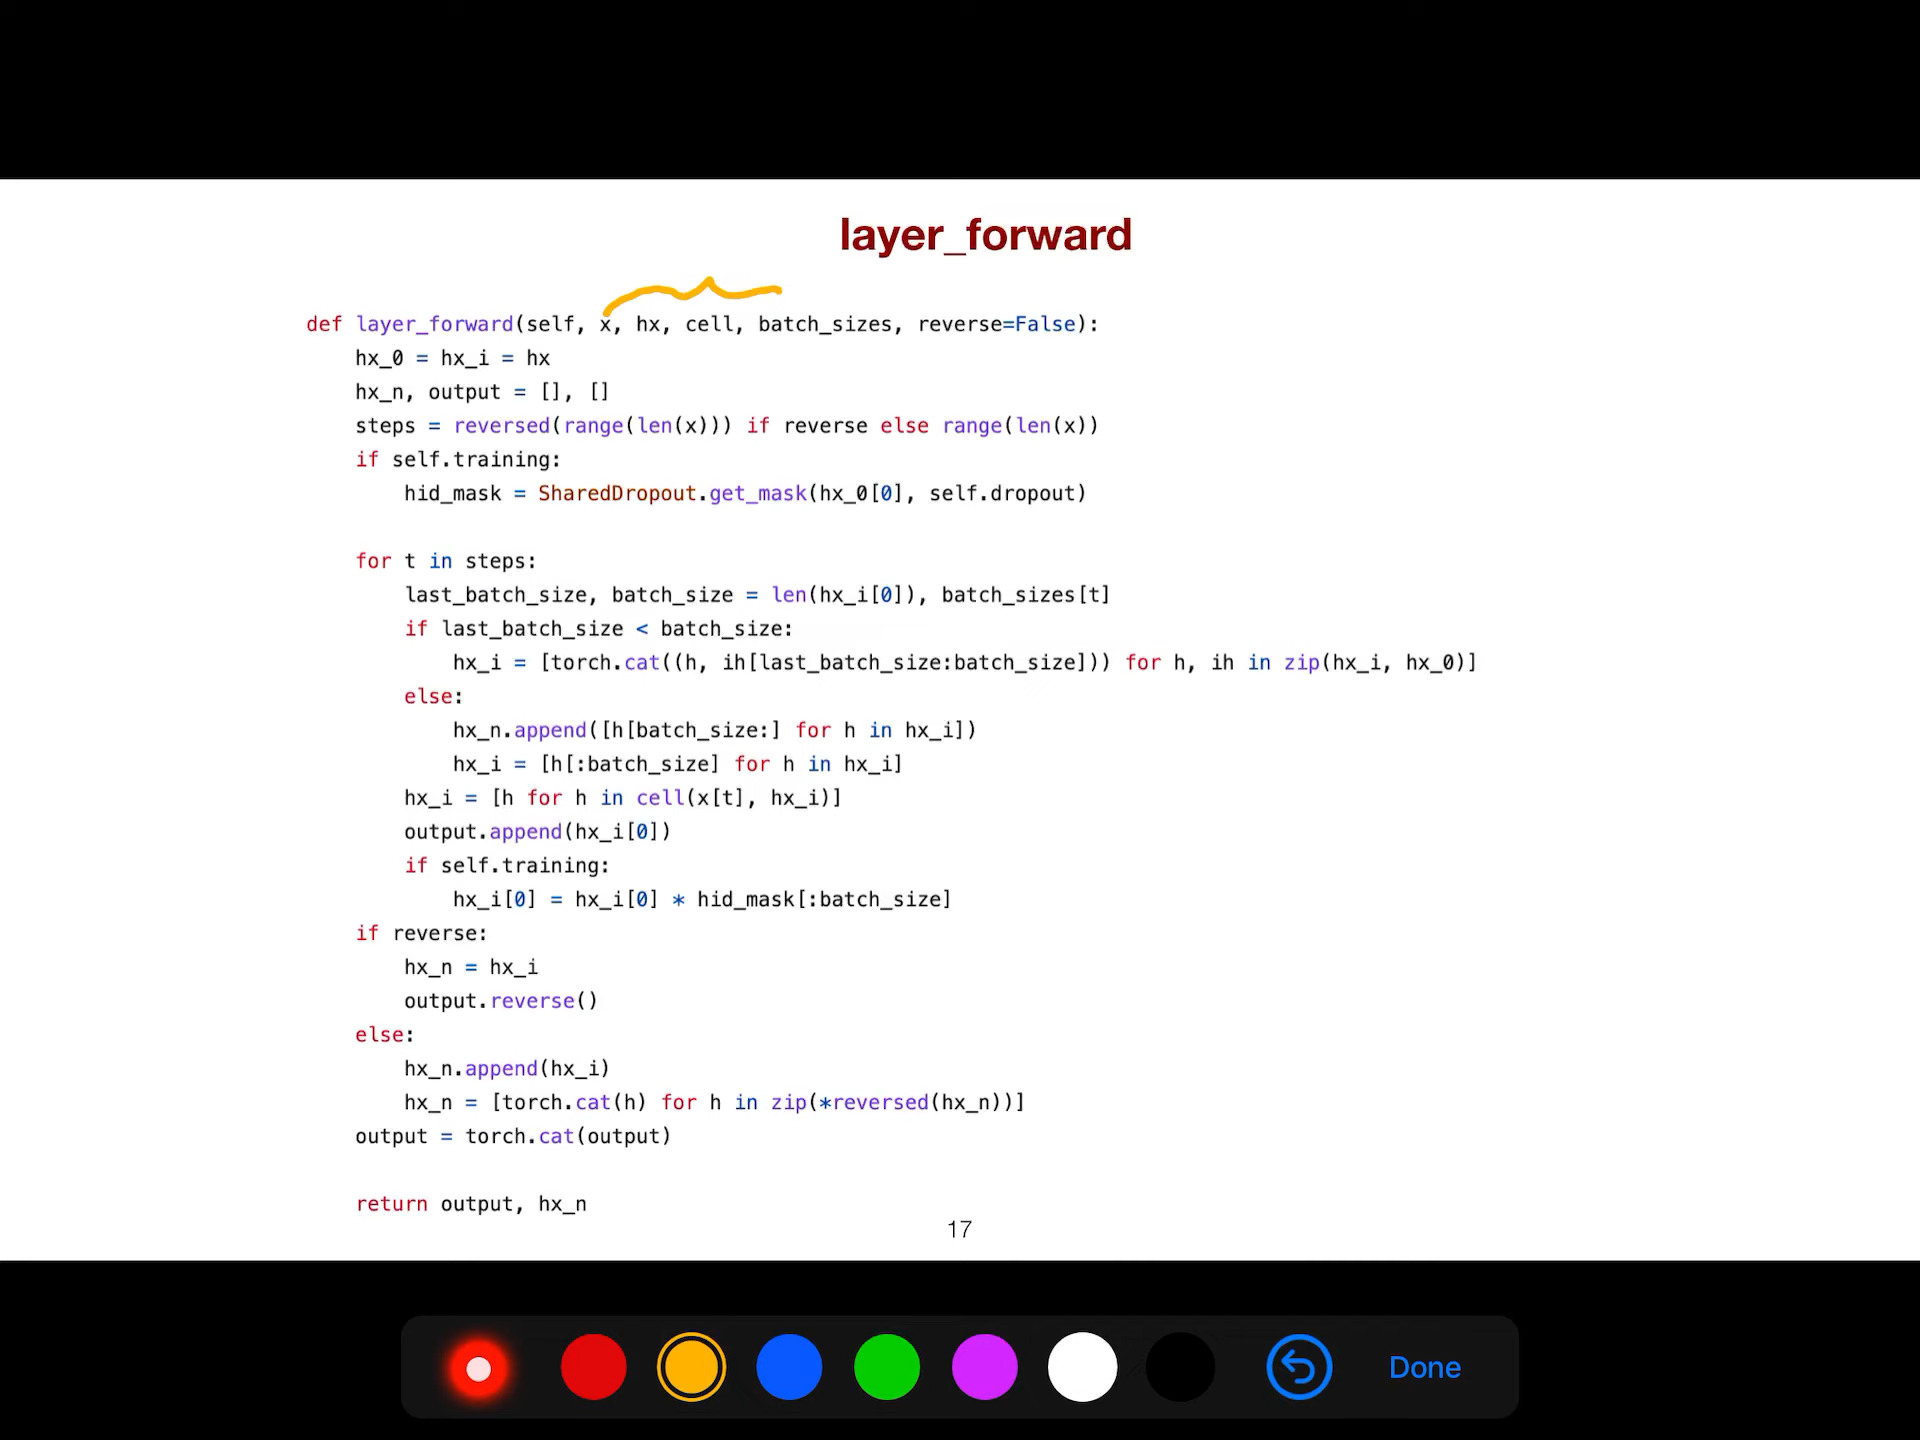 layer_forward
def layer_forward(self, x, hx, cell, batch_sizes, reverse=False):
    hx_0 = hx_i = hx
    hx_n, output = [], []
    steps = reversed(range(len(x))) if reverse else range(len(x))
    if self.training:
        hid_mask = SharedDropout.get_mask(hx_0[0], self.dropout)

    for t in steps:
        last_batch_size, batch_size = len(hx_i[0]), batch_sizes[t]
        if last_batch_size < batch_size:
            hx_i = [torch.cat((h, ih[last_batch_size:batch_size])) for h, ih in zip(hx_i, hx_0)]
        else:
            hx_n.append([h[batch_size:] for h in hx_i])
            hx_i = [h[:batch_size] for h in hx_i]
        hx_i = [h for h in cell(x[t], hx_i)]
        output.append(hx_i[0])
        if self.training:
            hx_i[0] = hx_i[0] * hid_mask[:batch_size]
    if reverse:
        hx_n = hx_i
        output.reverse()
    else:
        hx_n.append(hx_i)
        hx_n = [torch.cat(h) for h in zip(*reversed(hx_n))]
    output = torch.cat(output)

    return output, hx_n
17
Done